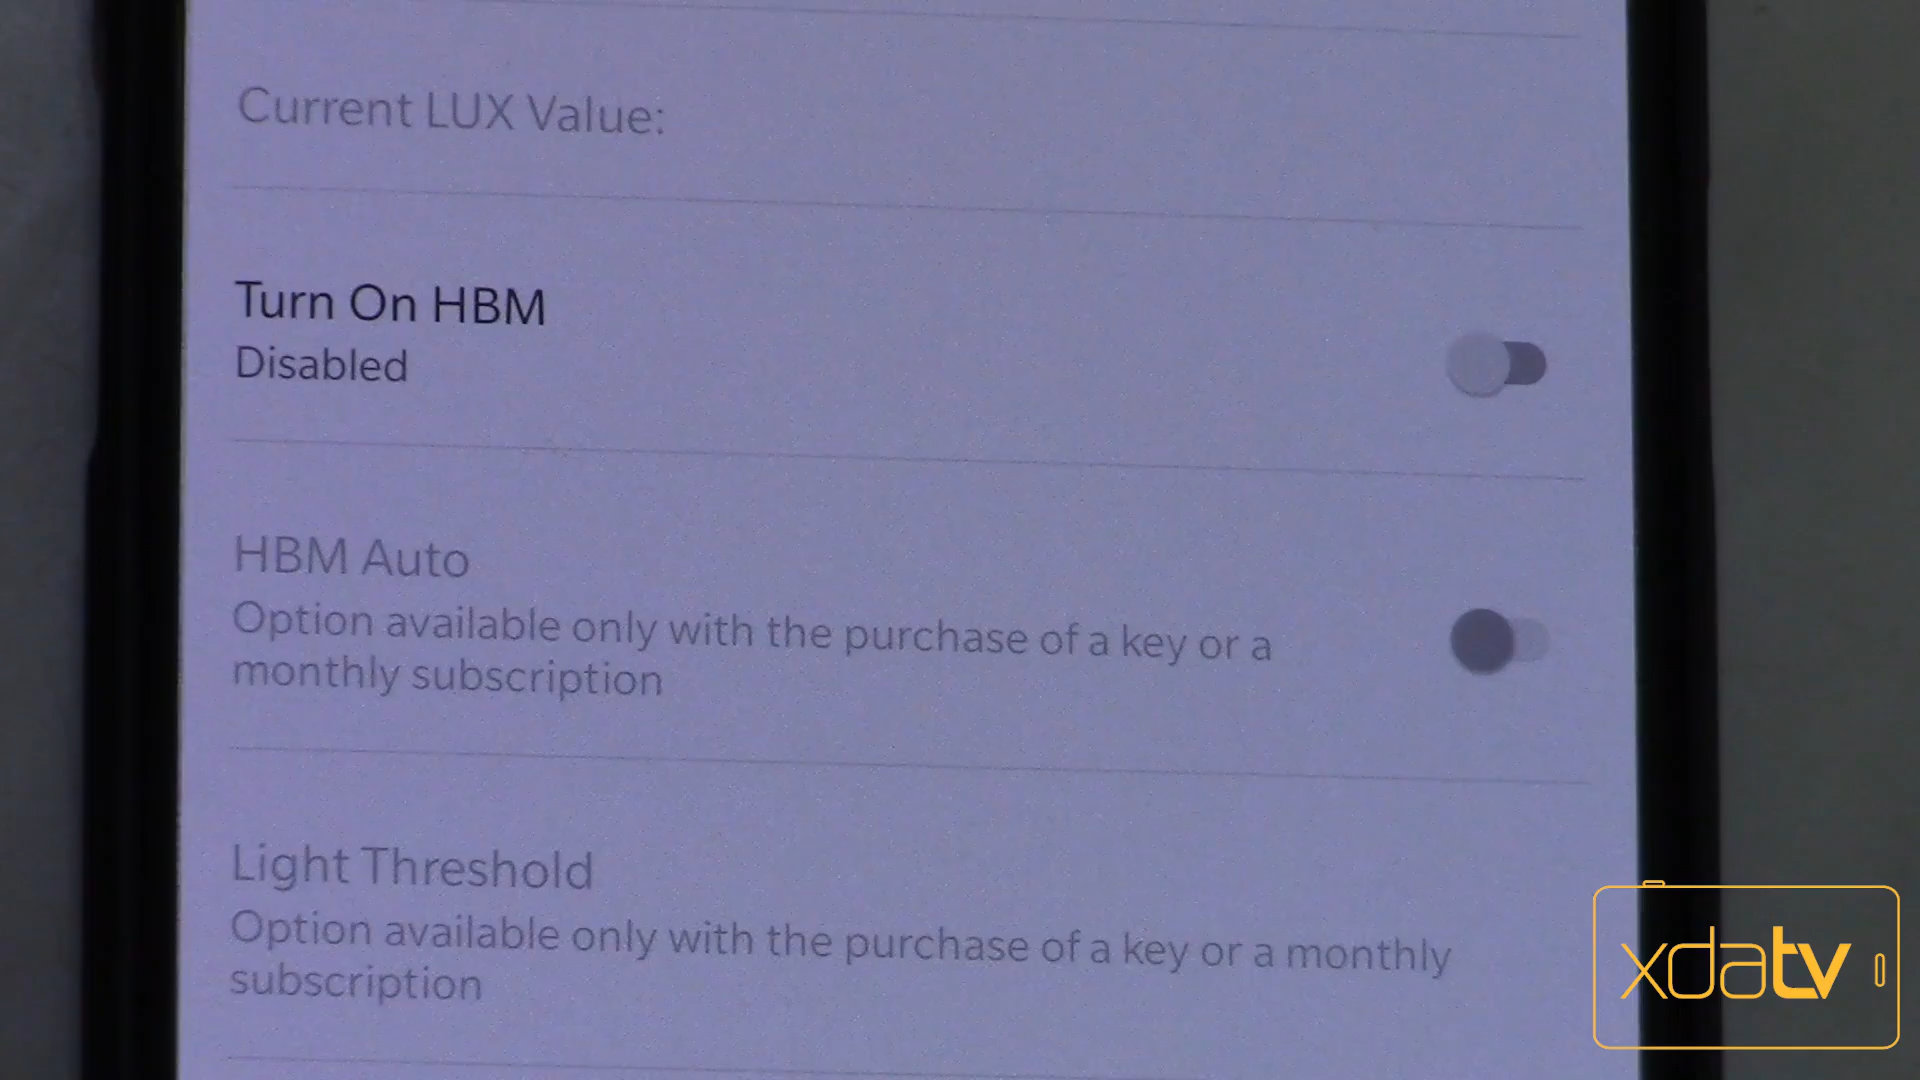 Current LUX Value:
Turn On HBM
Disabled
HBM Auto
Option available only with the purchase of a key or a
monthly subscription
Light Threshold
Option available only with the purchase of a key or a monthly
subscription
xdatv